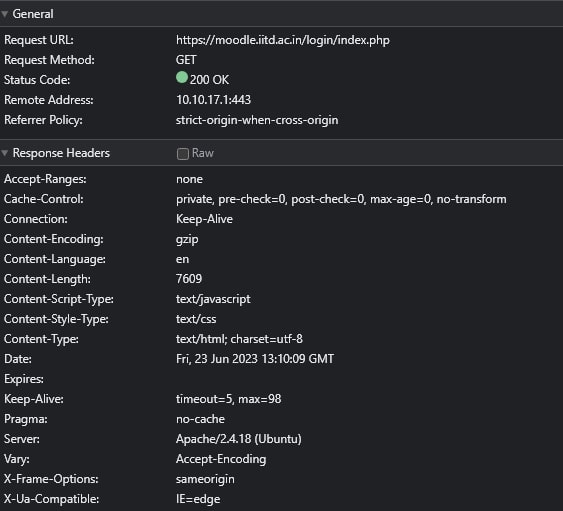 General
Request URL: https://moodle.iitd.ac.in/login/index.php
Request Method: GET
Status Code: 200 OK
Remote Address: 10.10.17.1:443
Referrer Policy: strict-origin-when-cross-origin
Response Headers Raw
Accept-Ranges: none
Cache-Control: private, pre-check=0, post-check=0, max-age=0, no-transform
Connection: Keep-Alive
Content-Encoding: gzip
Content-Language: en
Content-Length: 7609
Content-Script-Type: text/javascript
Content-Style-Type: text/css
Content-Type: text/html; charset=utf-8
Date: Fri, 23 Jun 2023 13:10:09 GMT
Expires:
Keep-Alive: timeout=5, max=98
Pragma: no-cache
Server: Apache/2.4.18 (Ubuntu)
Vary: Accept-Encoding
X-Frame-Options: sameorigin
X-Ua-Compatible: IE=edge